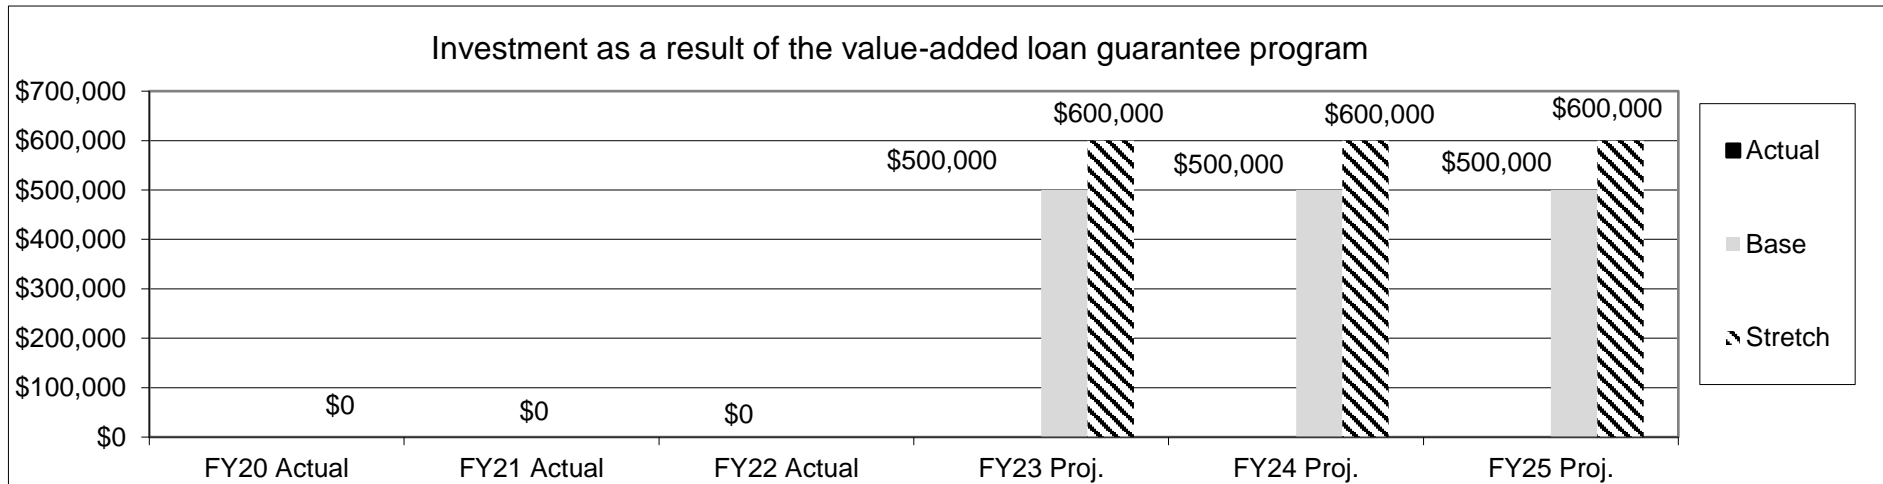 Investment as a result of the value-added loan guarantee program
$700,000
$600,000
$500,000
$400,000
$300,000
$200,000
$100,000
$0
$0
$0
$0
$500,000
$600,000
$500,000
$600,000
$500,000
$600,000
FY20 Actual
FY21 Actual
FY22 Actual
FY23 Proj.
FY24 Proj.
FY25 Proj.
Actual
Base
Stretch